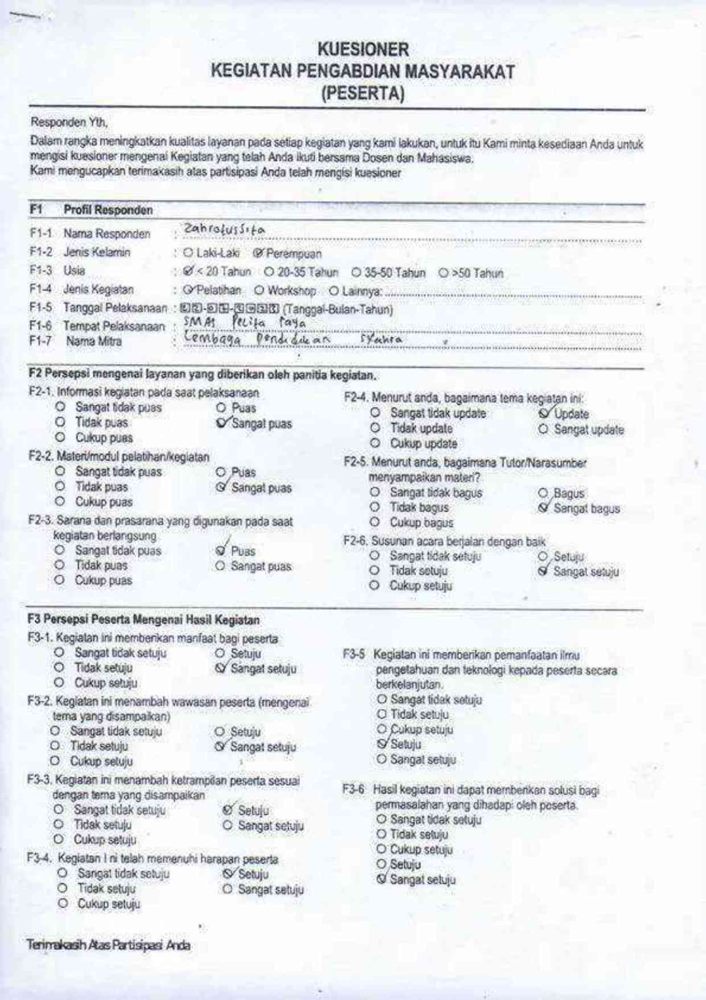 KUESIONER
KEGIATAN PENGABDIAN MASYARAKAT
(PESERTA)
Responden Yth,
Dalam rangka meningkatkan kualitas layanan pada setiap kegiatan yang kami lakukan, untuk itu Kami minta kesediaan Anda untuk
mengisi kuesioner mengenai Kegiatan yang telah Anda ikuti bersama Dosen dan Mahasiswa.
Kami mengucapkan terimakasih atas partisipasi Anda telah mengisi kuesioner
F1 Profil Responden
F1-1 Nama Responden :
F1-2 Jenis Kelamin : O Laki-Laki O Perempuan
F1-3 Usia : O < 20 Tahun O 20-35 Tahun O 35-50 Tahun O >50 Tahun
F1-4 Jenis Kegiatan : O Pelatihan O Workshop O Lainnya:
F1-5 Tanggal Pelaksanaan : (Tanggal-Bulan-Tahun)
F1-6 Tempat Pelaksanaan : SMAS Pelita raya
F1-7 Nama Mitra : Lembaga Pendidikan Syahra
F2 Persepsi mengenai layanan yang diberikan oleh panitia kegiatan.
F2-1. Informasi kegiatan pada saat pelaksanaan
O Sangat tidak puas O Puas
O Tidak puas O Sangat puas
O Cukup puas
F2-2. Materi/modul pelatihan/kegiatan
O Sangat tidak puas O Puas
O Tidak puas O Sangat puas
O Cukup puas
F2-3. Sarana dan prasarana yang digunakan pada saat
kegiatan berlangsung
O Sangat tidak puas O Puas
O Tidak puas O Sangat puas
O Cukup puas
F2-4. Menurut anda, bagaimana tema kegiatan ini:
O Sangat tidak update O Update
O Tidak update O Sangat update
O Cukup update
F2-5. Menurut anda, bagaimana Tutor/Narasumber
menyampaikan materi?
O Sangat tidak bagus O Bagus
O Tidak bagus O Sangat bagus
O Cukup bagus
F2-6. Susunan acara berjalan dengan baik
O Sangat tidak setuju O Setuju
O Tidak setuju O Sangat setuju
O Cukup setuju
F3 Persepsi Peserta Mengenai Hasil Kegiatan
F3-1. Kegiatan ini memberikan manfaat bagi peserta
O Sangat tidak setuju O Setuju
O Tidak setuju O Sangat setuju
O Cukup setuju
F3-2. Kegiatan ini menambah wawasan peserta (mengenai
tema yang disampaikan)
O Sangat tidak setuju O Setuju
O Tidak setuju O Sangat setuju
O Cukup setuju
F3-3. Kegiatan ini menambah ketrampilan peserta sesuai
dengan tema yang disampaikan
O Sangat tidak setuju O Setuju
O Tidak setuju O Sangat setuju
O Cukup setuju
F3-4. Kegiatan I ni telah memenuhi harapan peserta
O Sangat tidak setuju O Setuju
O Tidak setuju O Sangat setuju
O Cukup setuju
F3-5 Kegiatan ini memberikan pemanfaatan ilmu
pengetahuan dan teknologi kepada peserta secara
berkelanjutan.
O Sangat tidak setuju
O Tidak setuju
O Cukup setuju
O Setuju
O Sangat setuju
F3-6 Hasil kegiatan ini dapat memberikan solusi bagi
permasalahan yang dihadapi oleh peserta.
O Sangat tidak setuju
O Tidak setuju
O Cukup setuju
O Setuju
O Sangat setuju
Terimakasih Atas Partisipasi Anda